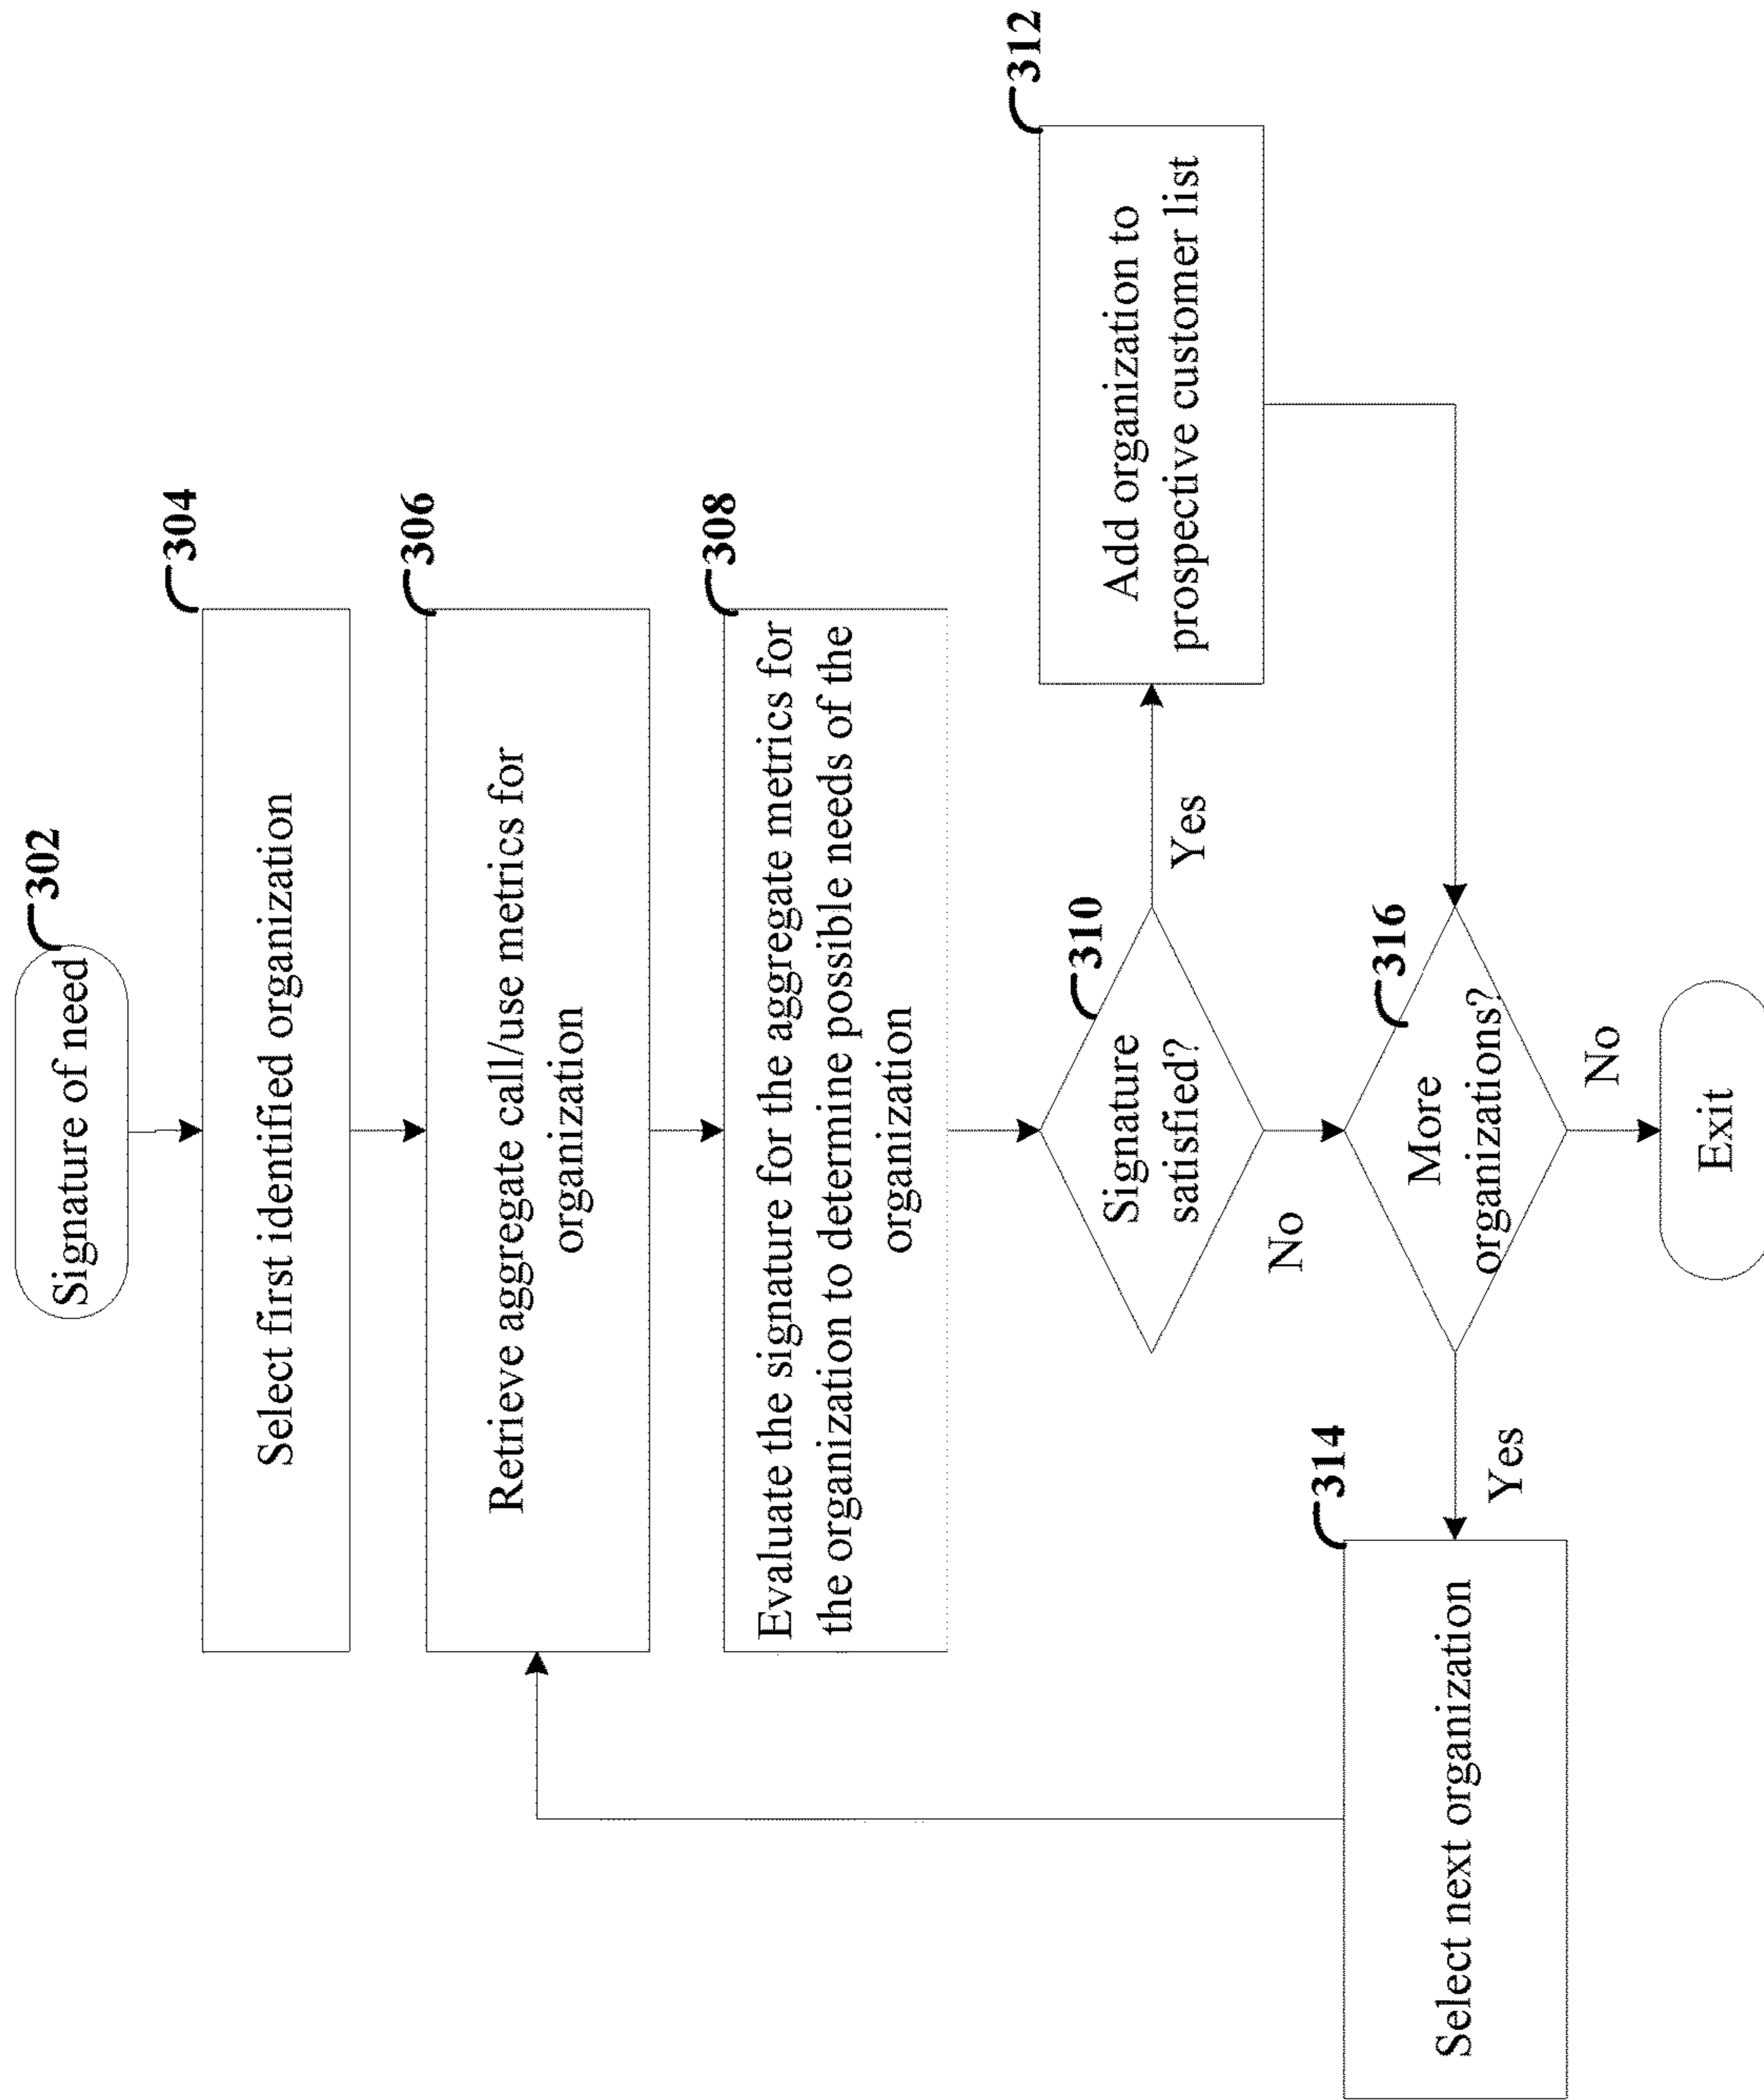 Signature of need
302
Select first identified organization
304
Retrieve aggregate call/use metrics for
organization
306
Evaluate the signature for the aggregate metrics for
the organization to determine possible needs of the
organization
308
Signature
satisfied?
310
Yes
Add organization to
prospective customer list
312
No
More
organizations?
316
Yes
Select next organization
314
No
Exit